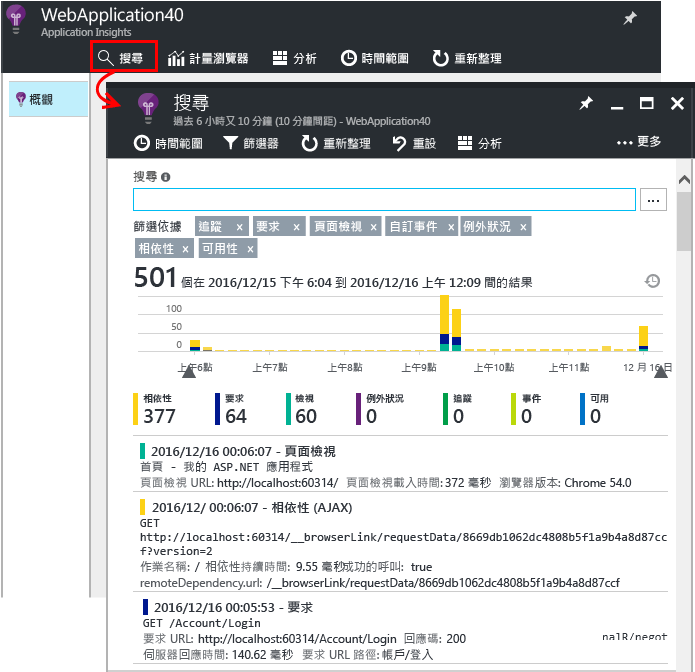 WebApplication40
Application Insights
搜尋 計量瀏覽器 分析 時間範圍 重新整理
概觀
搜尋
過去 6 小時又 10 分鐘 (10 分鐘間距) - WebApplication40
時間範圍 篩選器 重新整理 重設 分析 ••• 更多
搜尋
...
篩選依據 追蹤 × 要求 × 頁面檢視 × 自訂事件 × 例外狀況 ×
相依性 × 可用性 ×
501 個在 2016/12/15 下午 6:04 到 2016/12/16 上午 12:09 間的結果
100
50
0
上午6點 上午7點 上午8點 上午9點 上午10點 上午11點 12 月 16 日
相依性 要求 檢視 例外狀況 追蹤 事件 可用
377 64 60 0 0 0 0
2016/12/16 00:06:07 - 頁面檢視
首頁 - 我的 ASP.NET 應用程式
頁面檢視 URL: http://localhost:60314/ 頁面檢視載入時間: 372 毫秒 瀏覽器版本: Chrome 54.0
2016/12/ 00:06:07 - 相依性 (AJAX)
GET
http://localhost:60314/__browserLink/requestData/8669db1062dc4808b5f1a9b4a8d87cc
f?version=2
作業名稱: / 相依性持續時間: 9.55 毫秒成功的呼叫: true
remoteDependency.url: /__browserLink/requestData/8669db1062dc4808b5f1a9b4a8d87ccf
2016/12/16 00:05:53 - 要求
GET /Account/Login
要求 URL: http://localhost:60314/Account/Login 回應碼: 200 nalR/negot
伺服器回應時間: 140.62 毫秒 要求 URL 路徑: 帳戶/登入